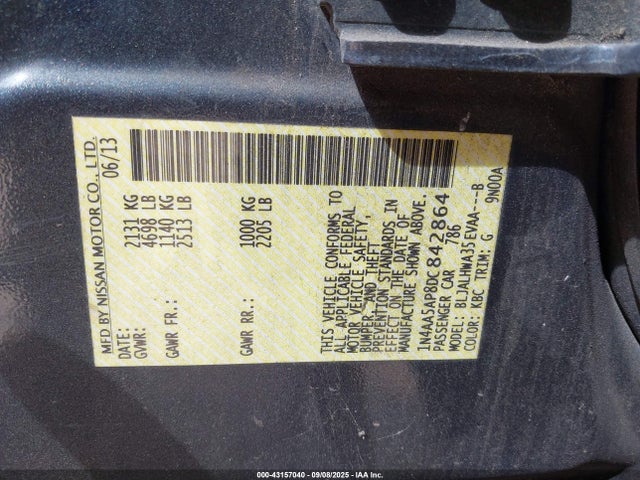 MFD BY NISSAN MOTOR CO., LTD.
DATE: 06/13
GVWR: 2131 KG
4698 LB
GAWR FR.: 1140 KG
2513 LB
GAWR RR.: 1000 KG
2205 LB
THIS VEHICLE CONFORMS TO
ALL APPLICABLE FEDERAL
MOTOR VEHICLE SAFETY,
BUMPER, AND THEFT
PREVENTION STANDARDS IN
EFFECT ON THE DATE OF
MANUFACTURE SHOWN ABOVE.
1N4AA5AP8DC842864
PASSENGER CAR 786
MODEL: BLJALHWA35EVAA---B
COLOR: KBC TRIM: G 9N00A
000-43157040 - 09/08/2025 - IAA Inc.